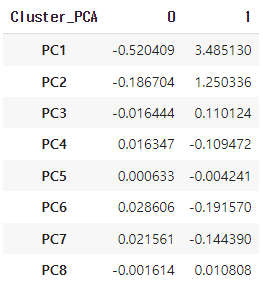 Cluster_PCA 0 1
PC1 -0.520409 3.485130
PC2 -0.186704 1.250336
PC3 -0.016444 0.110124
PC4 0.016347 -0.109472
PC5 0.000633 -0.004241
PC6 0.028606 -0.191570
PC7 0.021561 -0.144390
PC8 -0.001614 0.010808